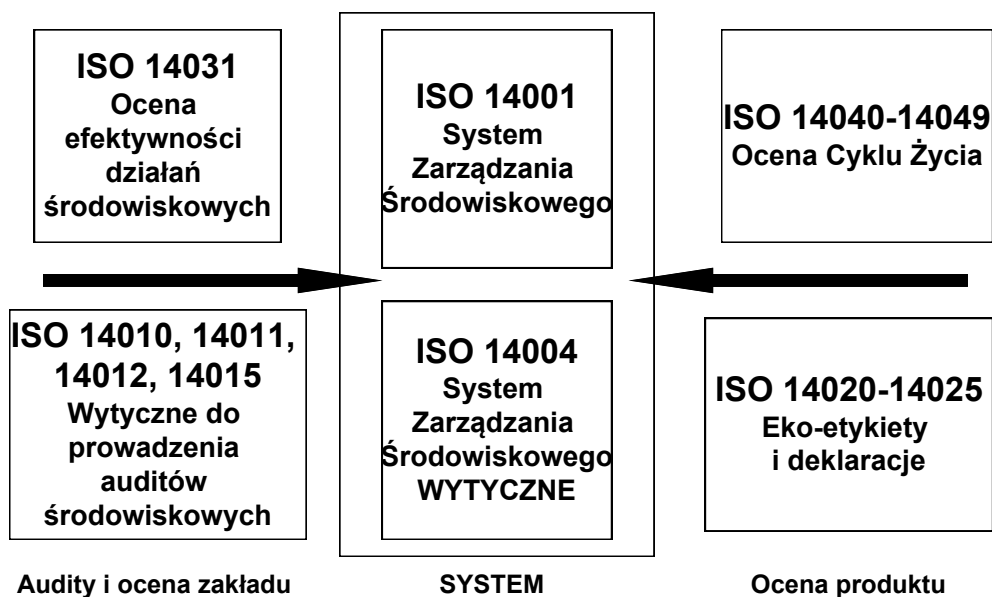 ISO 14031
Ocena
efektywności
działań
środowiskowych
ISO 14010, 14011,
14012, 14015
Wytyczne do
prowadzenia
auditów
środowiskowych
Audity i ocena zakładu
ISO 14001
System
Zarządzania
Środowiskowego
ISO 14004
System
Zarządzania
Środowiskowego
WYTYCZNE
SYSTEM
ISO 14040-14049
Ocena Cyklu Życia
ISO 14020-14025
Eko-etykiety
i deklaracje
Ocena produktu